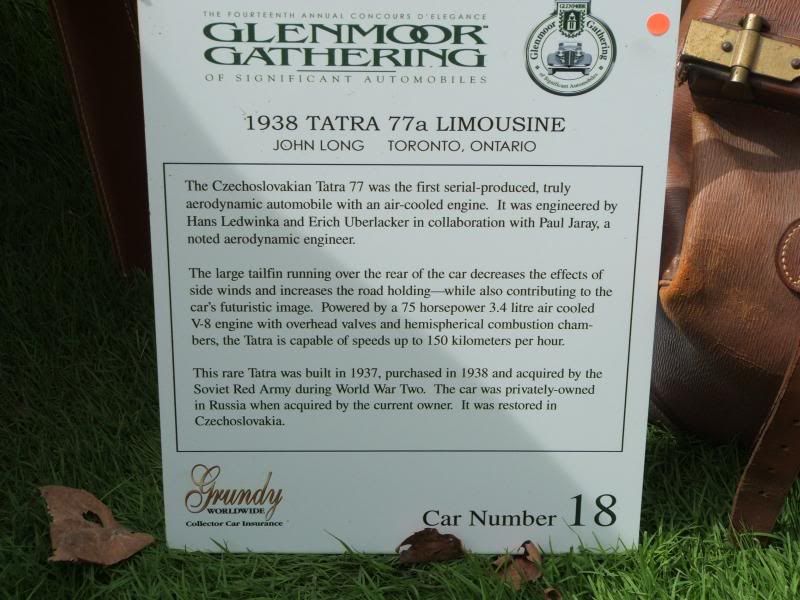 THE FOURTEENTH ANNUAL CONCOURS D'ELEGANCE
GLENMOOR
GATHERING
OF SIGNIFICANT AUTOMOBILES
GLENMOOR
Glenmoor Gathering
of Significant Automobiles
1938 TATRA 77a LIMOUSINE
JOHN LONG TORONTO, ONTARIO
The Czechoslovakian Tatra 77 was the first serial-produced, truly
aerodynamic automobile with an air-cooled engine. It was engineered by
Hans Ledwinka and Erich Uberlacker in collaboration with Paul Jaray, a
noted aerodynamic engineer.
The large tailfin running over the rear of the car decreases the effects of
side winds and increases the road holding—while also contributing to the
car's futuristic image. Powered by a 75 horsepower 3.4 litre air cooled
V-8 engine with overhead valves and hemispherical combustion cham-
bers, the Tatra is capable of speeds up to 150 kilometers per hour.
This rare Tatra was built in 1937, purchased in 1938 and acquired by the
Soviet Red Army during World War Two. The car was privately-owned
in Russia when acquired by the current owner. It was restored in
Czechoslovakia.
Grundy
WORLDWIDE
Collector Car Insurance
Car Number 18